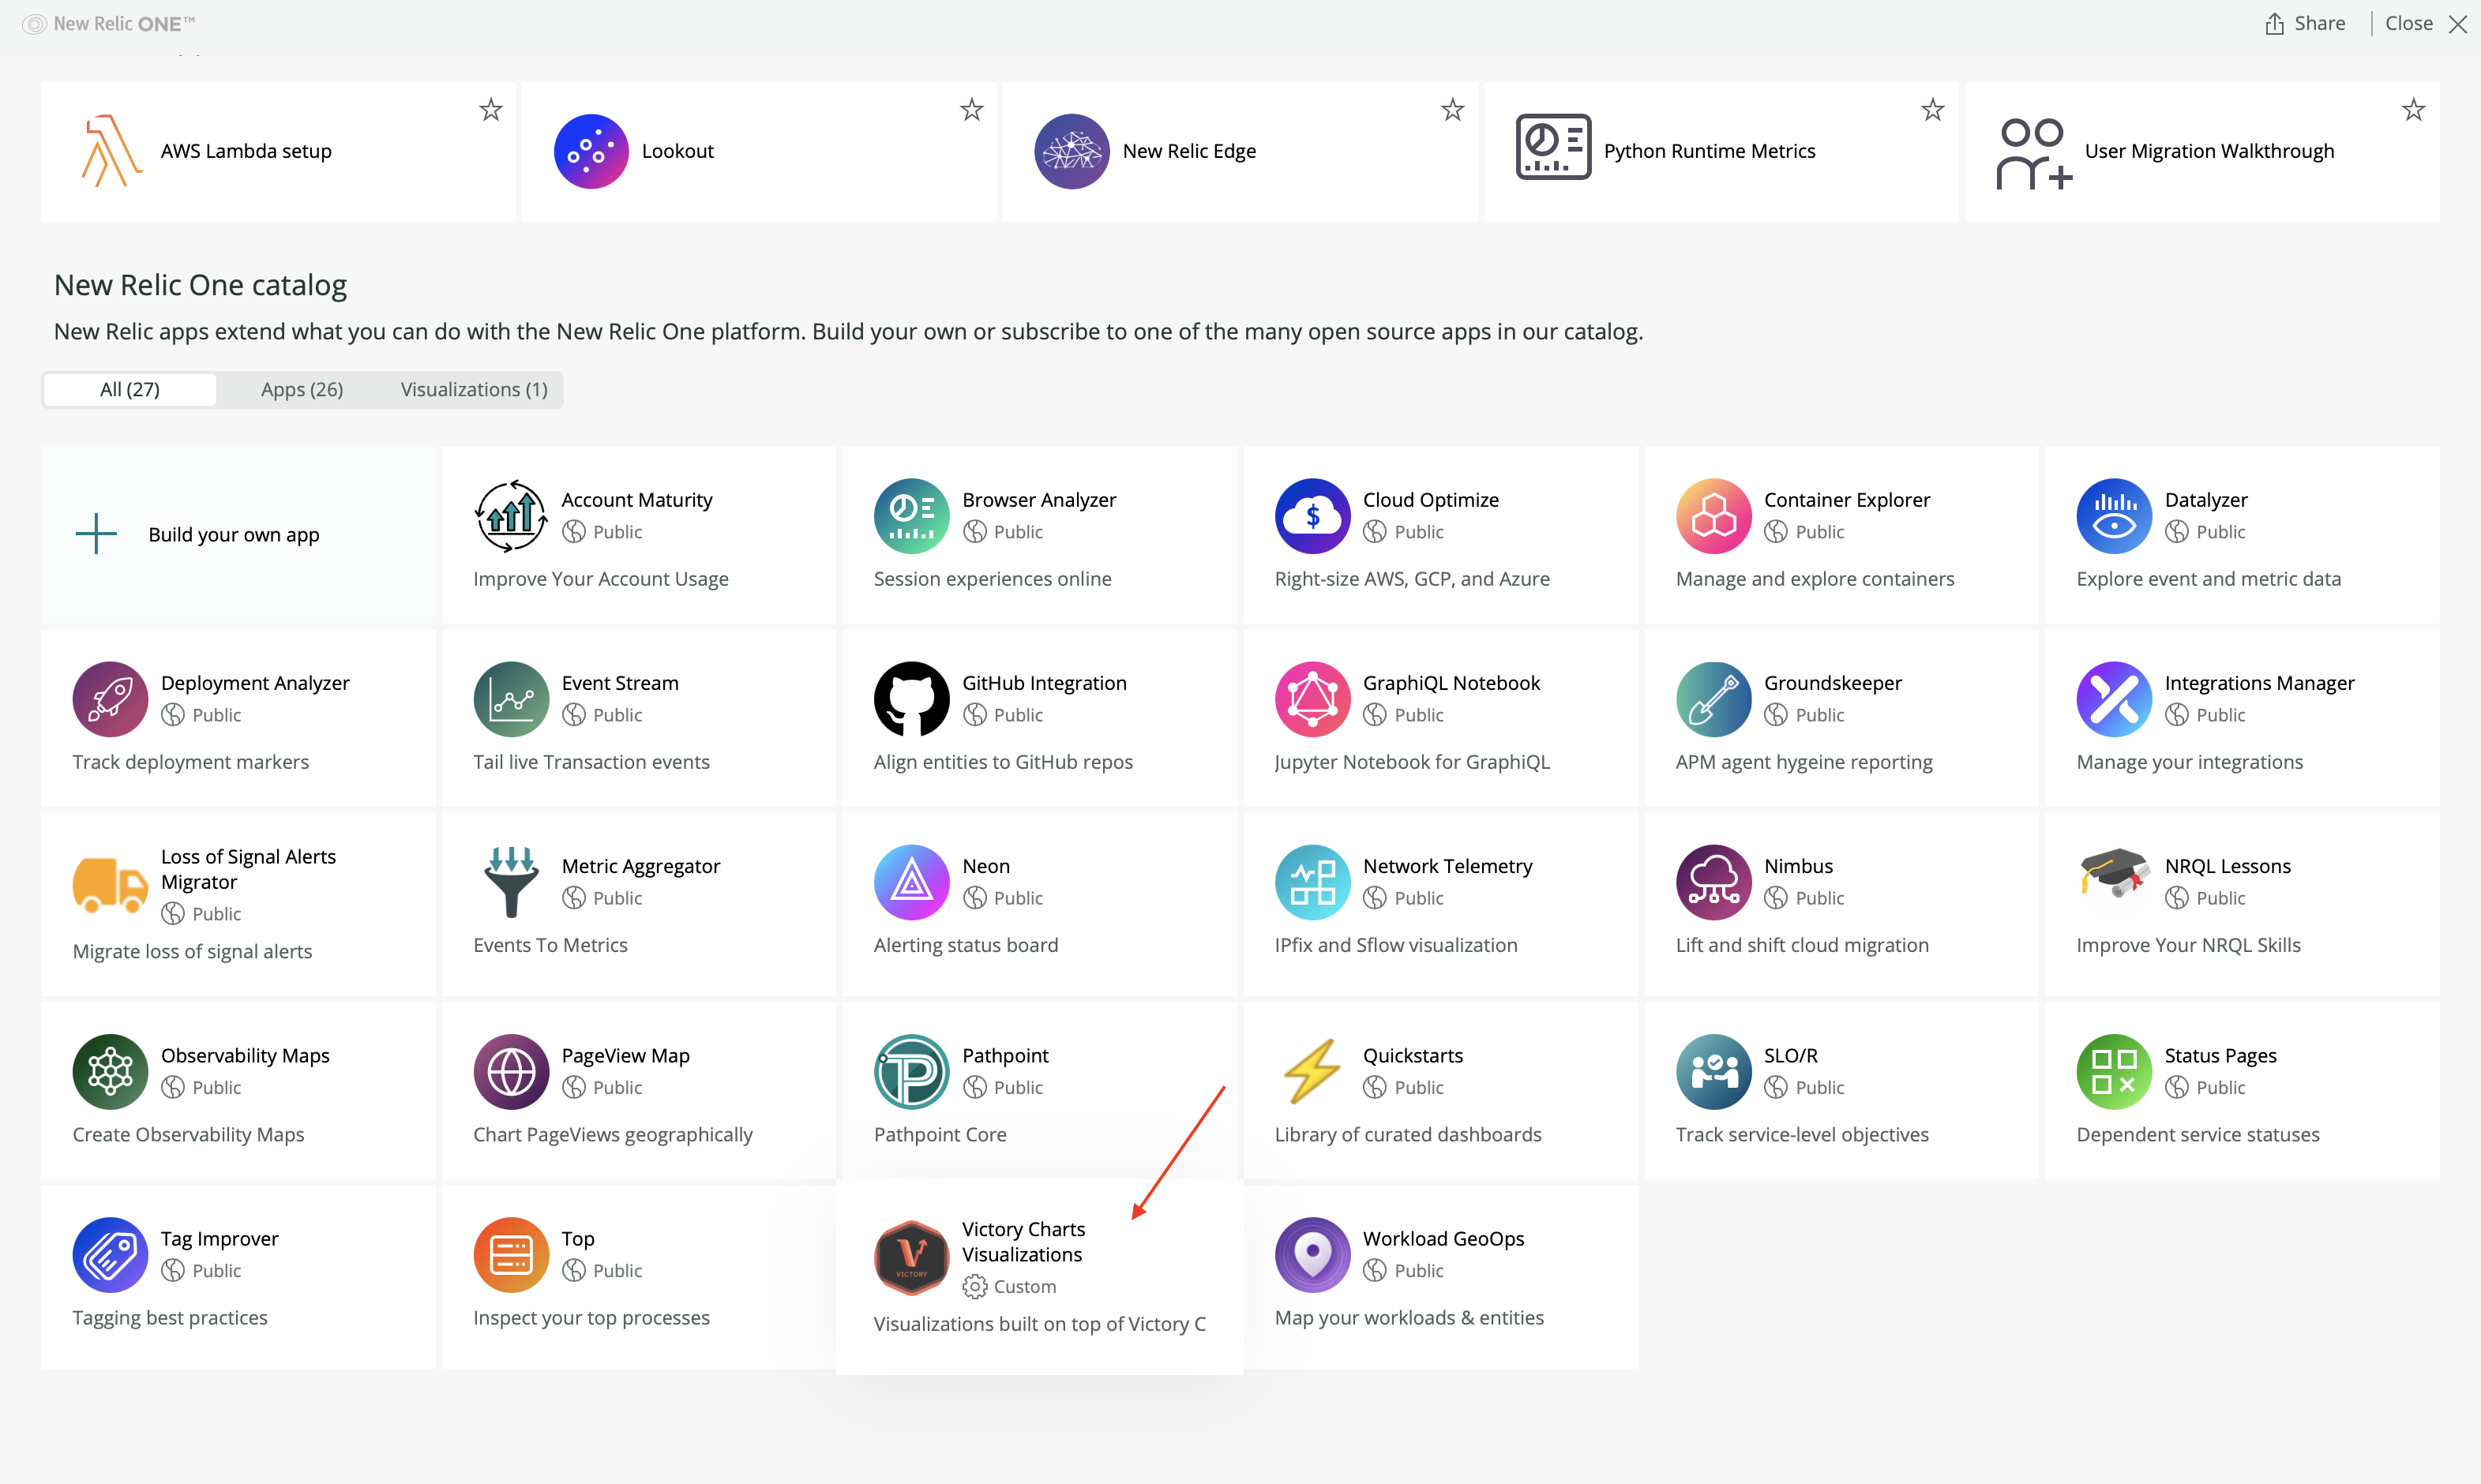 New Relic ONE™
Share
Close
AWS Lambda setup
Lookout
New Relic Edge
Python Runtime Metrics
User Migration Walkthrough
New Relic One catalog
New Relic apps extend what you can do with the New Relic One platform. Build your own or subscribe to one of the many open source apps in our catalog.
All (27)
Apps (26)
Visualizations (1)
Build your own app
Account Maturity
Public
Improve Your Account Usage
Browser Analyzer
Public
Session experiences online
Cloud Optimize
Public
Right-size AWS, GCP, and Azure
Container Explorer
Public
Manage and explore containers
Datalyzer
Public
Explore event and metric data
Deployment Analyzer
Public
Track deployment markers
Event Stream
Public
Tail live Transaction events
GitHub Integration
Public
Align entities to GitHub repos
GraphiQL Notebook
Public
Jupyter Notebook for GraphiQL
Groundskeeper
Public
APM agent hygeine reporting
Integrations Manager
Public
Manage your integrations
Loss of Signal Alerts
Migrator
Public
Migrate loss of signal alerts
Metric Aggregator
Public
Events To Metrics
Neon
Public
Alerting status board
Network Telemetry
Public
IPfix and Sflow visualization
Nimbus
Public
Lift and shift cloud migration
NRQL Lessons
Public
Improve Your NRQL Skills
Observability Maps
Public
Create Observability Maps
PageView Map
Public
Chart PageViews geographically
Pathpoint
Public
Pathpoint Core
Quickstarts
Public
Library of curated dashboards
SLO/R
Public
Track service-level objectives
Status Pages
Public
Dependent service statuses
Tag Improver
Public
Tagging best practices
Top
Public
Inspect your top processes
VICTORY
Victory Charts
Visualizations
Custom
Visualizations built on top of Victory C
Workload GeoOps
Public
Map your workloads & entities